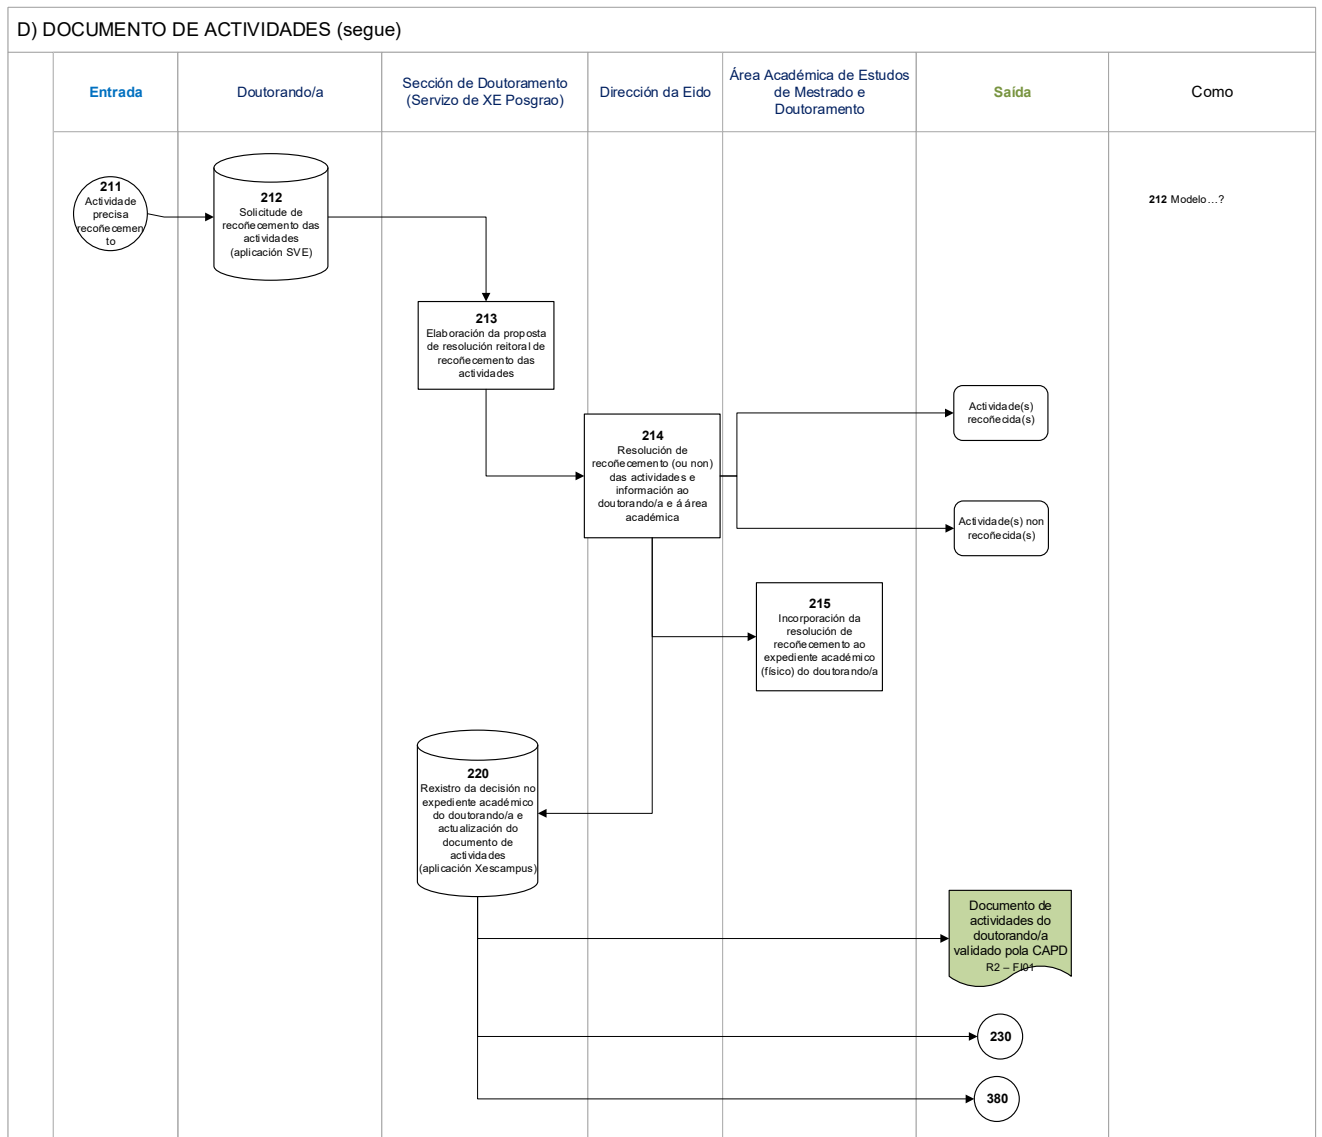 D) DOCUMENTO DE ACTIVIDADES (segue)
Entrada
Doutorando/a
Sección de Doutoramento
(Servizo de XE Posgrao)
Dirección da Eido
Área Académica de Estudos
de Mestrado e
Doutoramento
Saída
Como
211
Actividade
precisa
recoñecemen
to
212
Solicitude de
recoñecemento das
actividades
(aplicación SVE)
212 Modelo…?
213
Elaboración da proposta
de resolución reitoral de
recoñecemento das
actividades
214
Resolución de
recoñecemento (ou non)
das actividades e
información ao
doutorando/a e á área
académica
Actividade(s)
recoñecida(s)
Actividade(s) non
recoñecida(s)
215
Incorporación da
resolución de
recoñecemento ao
expediente académico
(físico) do doutorando/a
220
Rexistro da decisión no
expediente académico
do doutorando/a e
actualización do
documento de
actividades
(aplicación Xescampus)
Documento de
actividades do
doutorando/a
validado pola CAPD
R2 – FI01
230
380